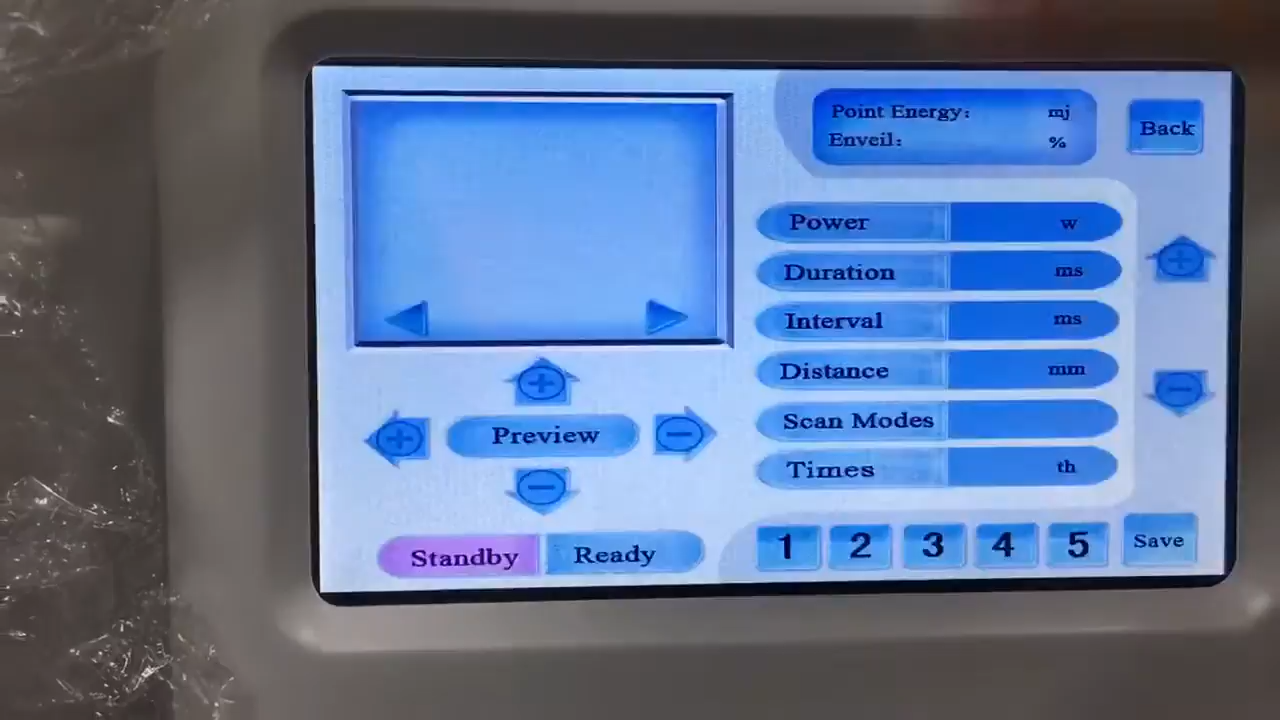 Point Energy: mj
Enveil: %
Back
Power w
Duration ms
Interval ms
Distance mm
Scan Modes
Times th
Preview
Standby Ready
1 2 3 4 5 Save